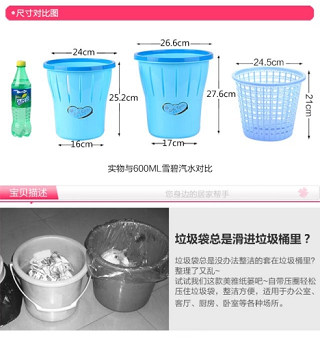 尺寸对比图
26.6cm
24cm
24.5cm
25.2cm
27.6cm
21cm
16cm
17cm
实物与600ML雪碧汽水对比
宝贝描述
您身边的居家帮手
垃圾袋总是滑进垃圾桶里？
垃圾袋总是没办法整洁的套在垃圾桶里？
整理了又乱~
试试我们这款美雅纸篓吧~自带压圈轻松
压住垃圾袋，整洁方便，适用于办公室、
客厅、厨房、卧室等各种场所。